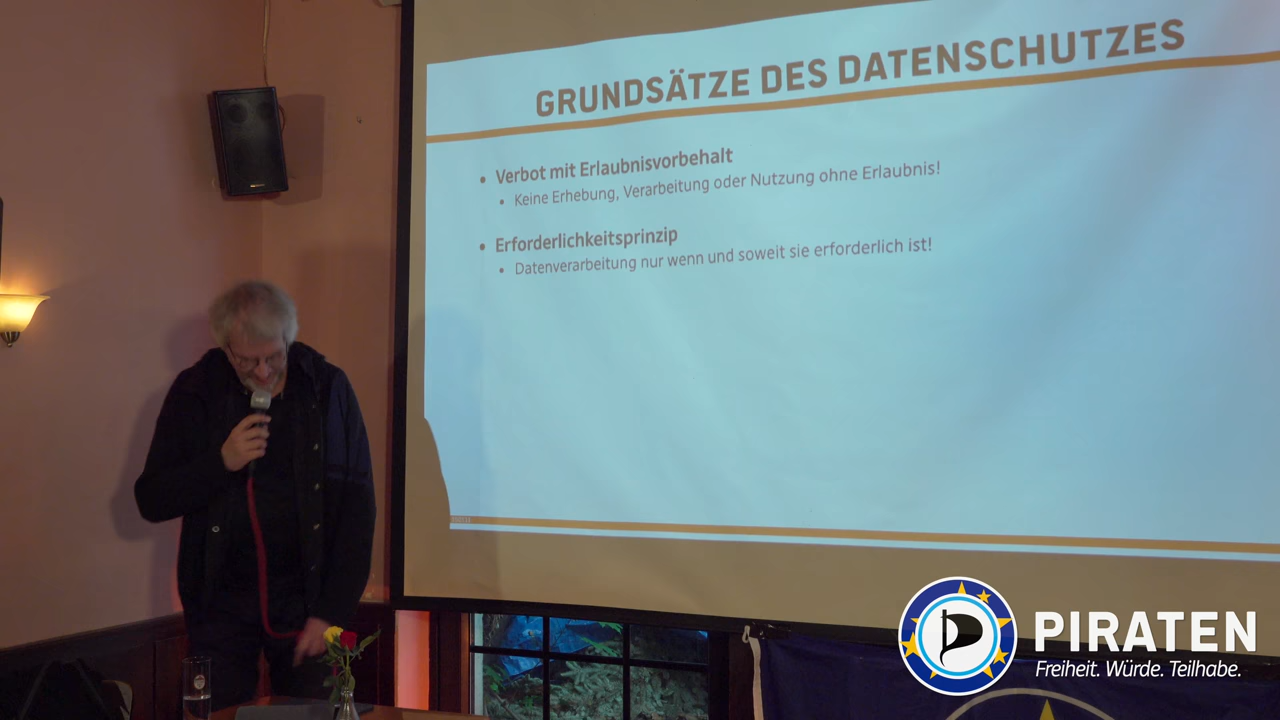 GRUNDSÄTZE DES DATENSCHUTZES
• Verbot mit Erlaubnisvorbehalt
• Keine Erhebung, Verarbeitung oder Nutzung ohne Erlaubnis!
• Erforderlichkeitsprinzip
• Datenverarbeitung nur wenn und soweit sie erforderlich ist!
PIRATEN
Freiheit. Würde. Teilhabe.